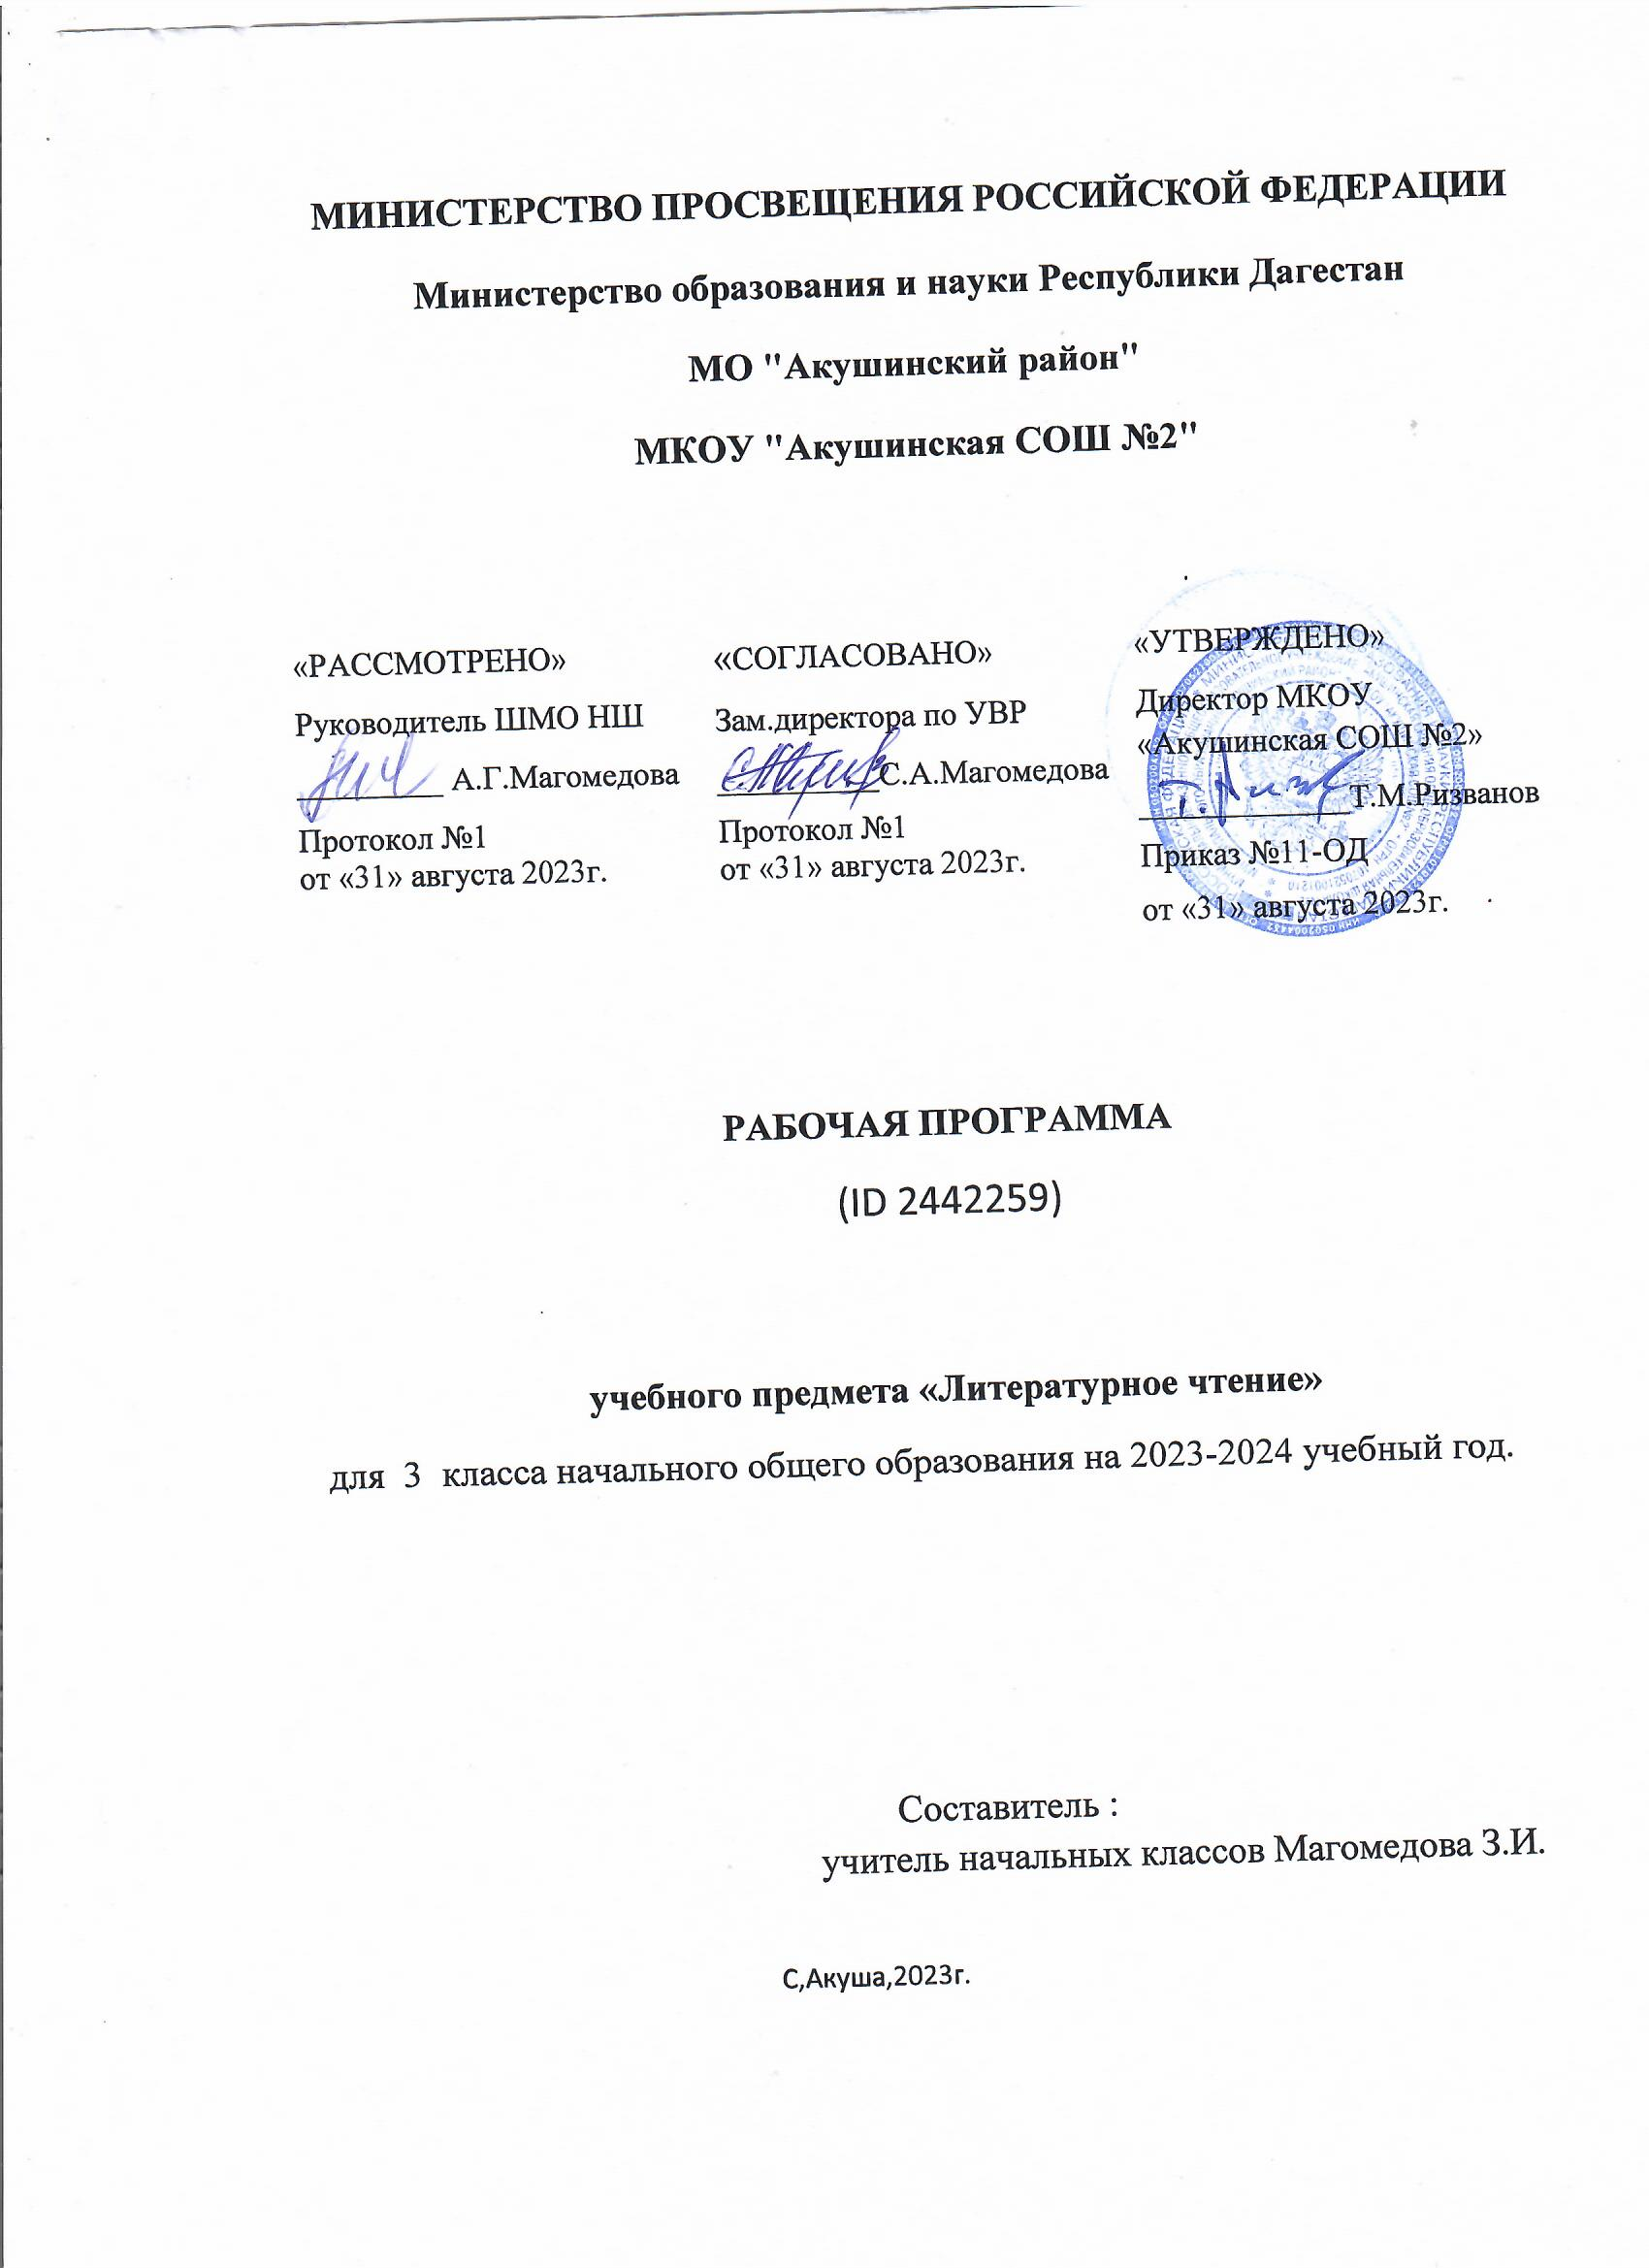 МИНИСТЕРСТВО ПРОСВЕЩЕНИЯ РОССИЙСКОЙ ФЕДЕРАЦИИ
Министерство образования и науки Республики Дагестан
МО "Акушинский район"
МКОУ "Акушинская СОШ №2"
«РАССМОТРЕНО»
Руководитель ШМО НШ
__________ А.Г.Магомедова
Протокол №1
от «31» августа 2023г.
«СОГЛАСОВАНО»
Зам.директора по УВР
___________С.А.Магомедова
Протокол №1
от «31» августа 2023г.
«УТВЕРЖДЕНО»
Директор МКОУ
«Акушинская СОШ №2»
______________Т.М.Ризванов
Приказ №11-ОД
от «31» августа 2023г.
РАБОЧАЯ ПРОГРАММА
(ID 2442259)
учебного предмета «Литературное чтение»
для 3 класса начального общего образования на 2023-2024 учебный год.
Составитель :
учитель начальных классов Магомедова З.И.
С,Акуша,2023г.